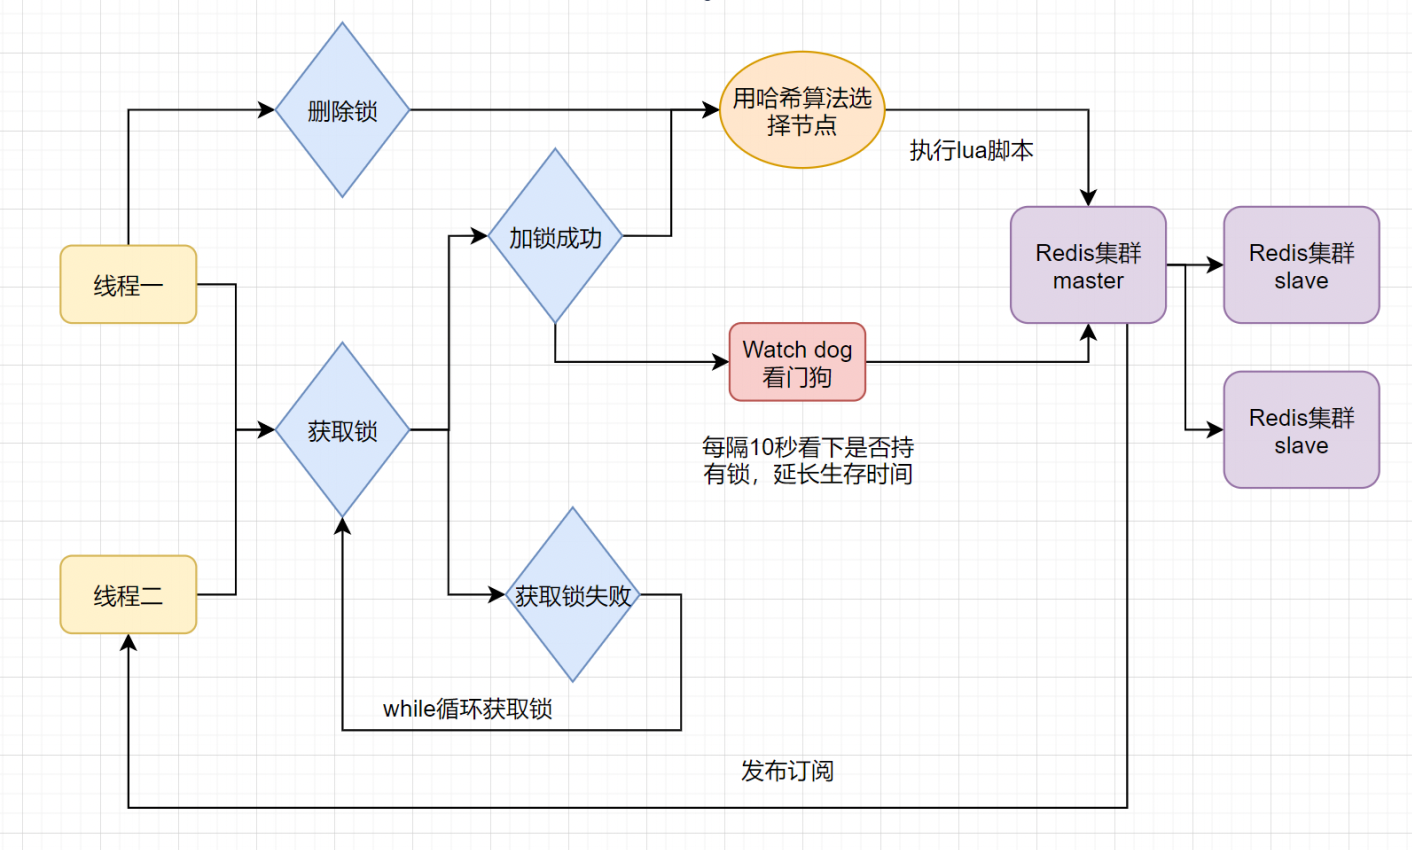 删除锁
用哈希算法选
择节点
执行lua脚本
加锁成功
线程一
Redis集群
master
Redis集群
slave
Watch dog
看门狗
每隔10秒看下是否持
有锁，延长生存时间
Redis集群
slave
获取锁
线程二
获取锁失败
while循环获取锁
发布订阅